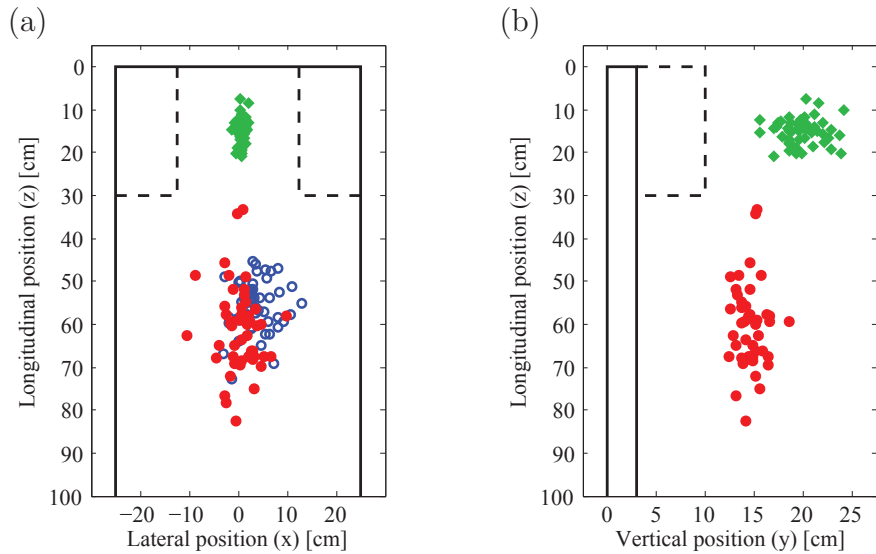 (a)
(b)
0
10
20
30
40
50
60
70
80
90
100
Longitudinal position (z) [cm]
−20 −10 0 10 20
Lateral position (x) [cm]
0
10
20
30
40
50
60
70
80
90
100
Longitudinal position (z) [cm]
0 5 10 15 20 25
Vertical position (y) [cm]